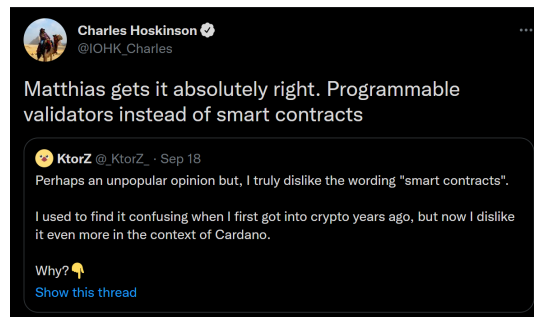 Charles Hoskinson
@IOHK_Charles
Matthias gets it absolutely right. Programmable
validators instead of smart contracts
KtorZ @_KtorZ_ · Sep 18
Perhaps an unpopular opinion but, I truly dislike the wording "smart contracts".
I used to find it confusing when I first got into crypto years ago, but now I dislike
it even more in the context of Cardano.
Why?👇
Show this thread